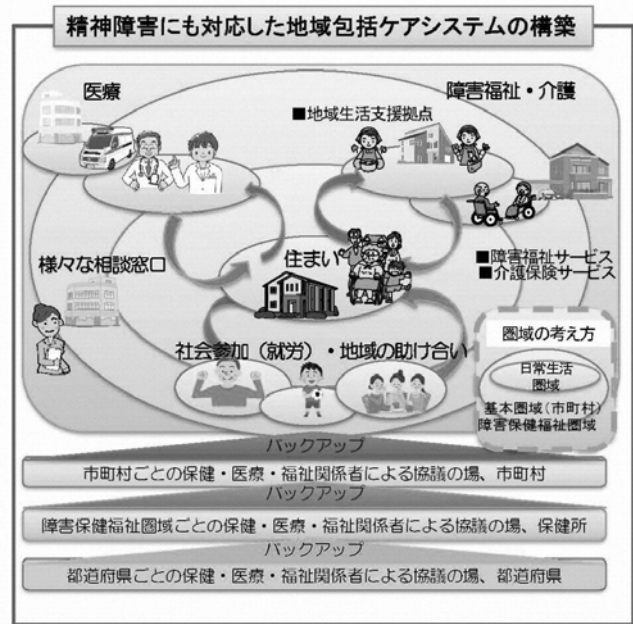 精神障害にも対応した地域包括ケアシステムの構築
医療
障害福祉・介護
■地域生活支援拠点
住まい
様々な相談窓口
■障害福祉サービス
■介護保険サービス
社会参加（就労）・地域の助け合い
圏域の考え方
日常生活
圏域
基本圏域（市町村）
障害保健福祉圏域
バックアップ
市町村ごとの保健・医療・福祉関係者による協議の場、市町村
バックアップ
障害保健福祉圏域ごとの保健・医療・福祉関係者による協議の場、保健所
バックアップ
都道府県ごとの保健・医療・福祉関係者による協議の場、都道府県